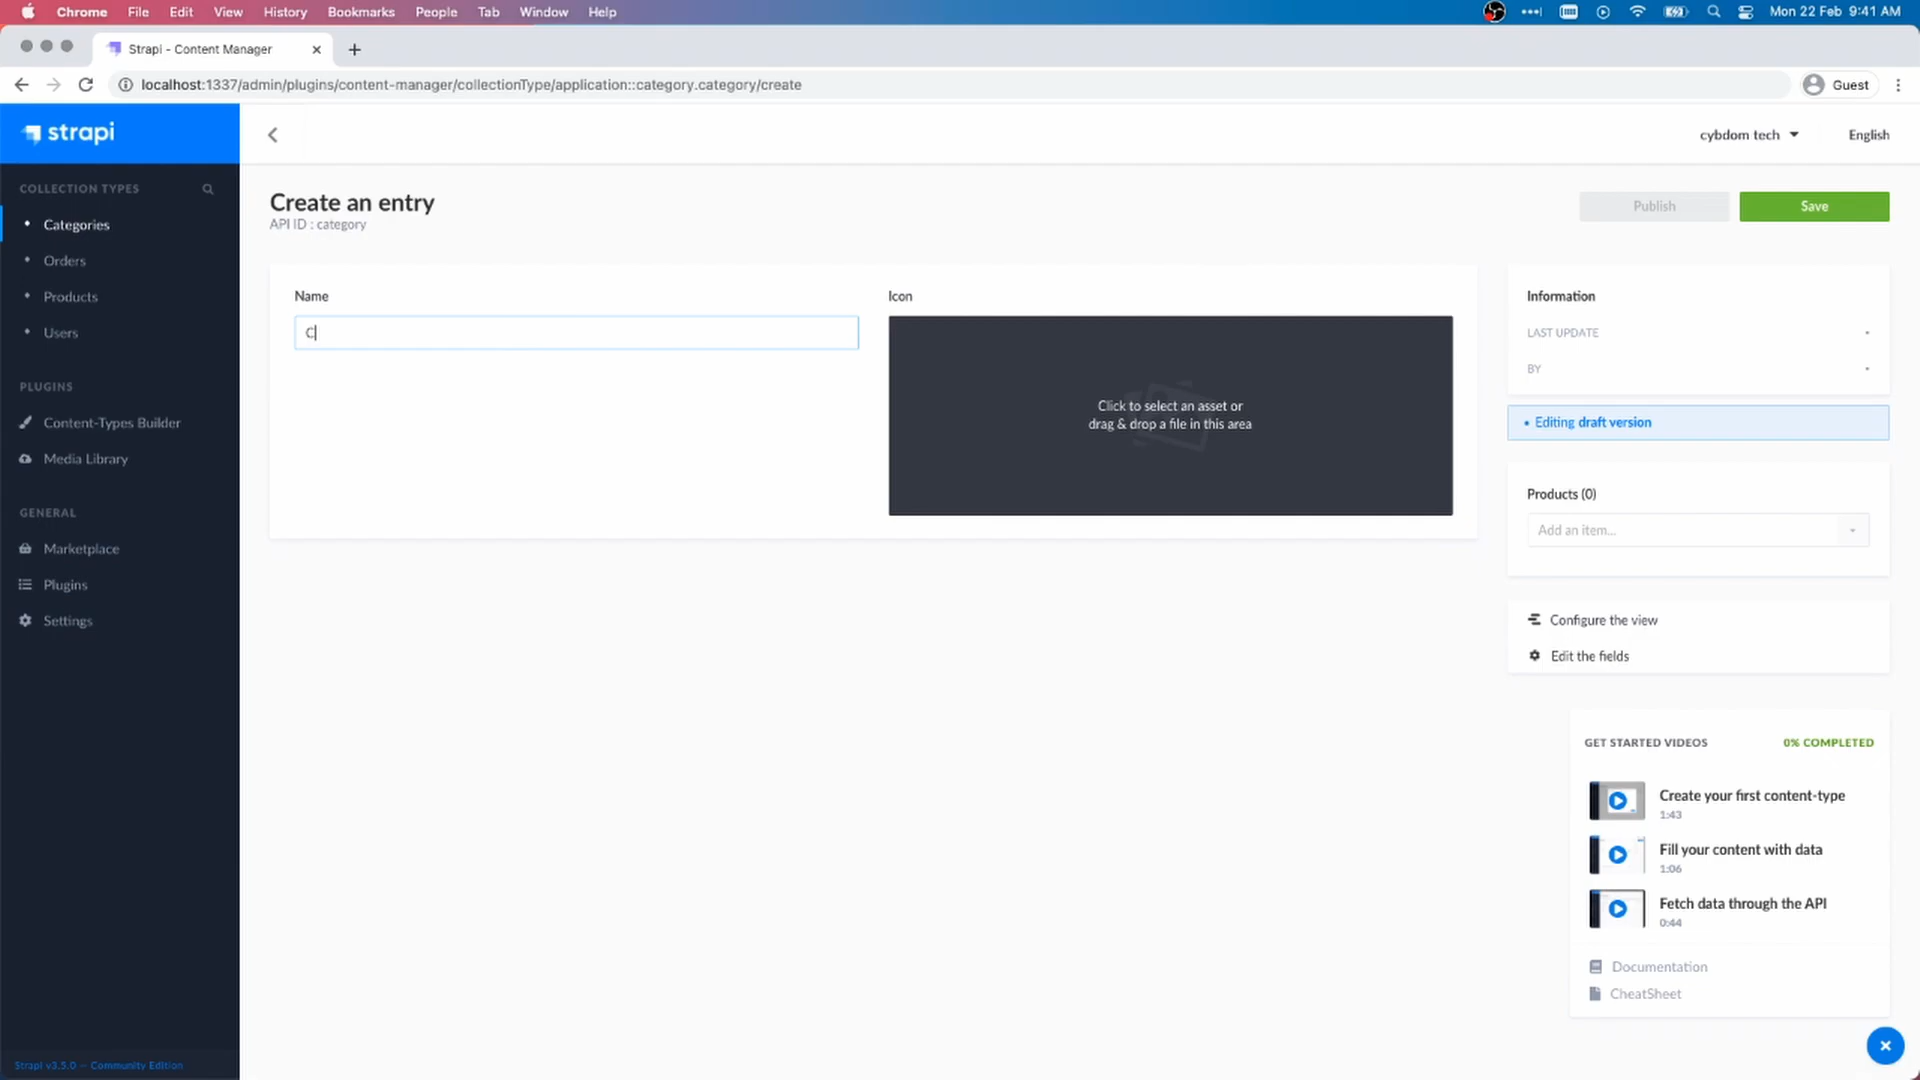 Chrome File Edit View History Bookmarks People Tab Window Help Mon 22 Feb 9:41 AM
Strapi - Content Manager
localhost:1337/admin/plugins/content-manager/collectionType/application::category.category/create Guest
strapi
cybdom tech English
COLLECTION TYPES
Categories
Orders
Products
Users
PLUGINS
Content-Types Builder
Media Library
GENERAL
Marketplace
Plugins
Settings
Strapi v3.5.0 — Community Edition
Create an entry
API ID : category
Publish Save
Name
C
Icon
Click to select an asset or
drag & drop a file in this area
Information
LAST UPDATE -
BY -
Editing draft version
Products (0)
Add an item...
Configure the view
Edit the fields
GET STARTED VIDEOS 0% COMPLETED
Create your first content-type
1:43
Fill your content with data
1:06
Fetch data through the API
0:44
Documentation
CheatSheet